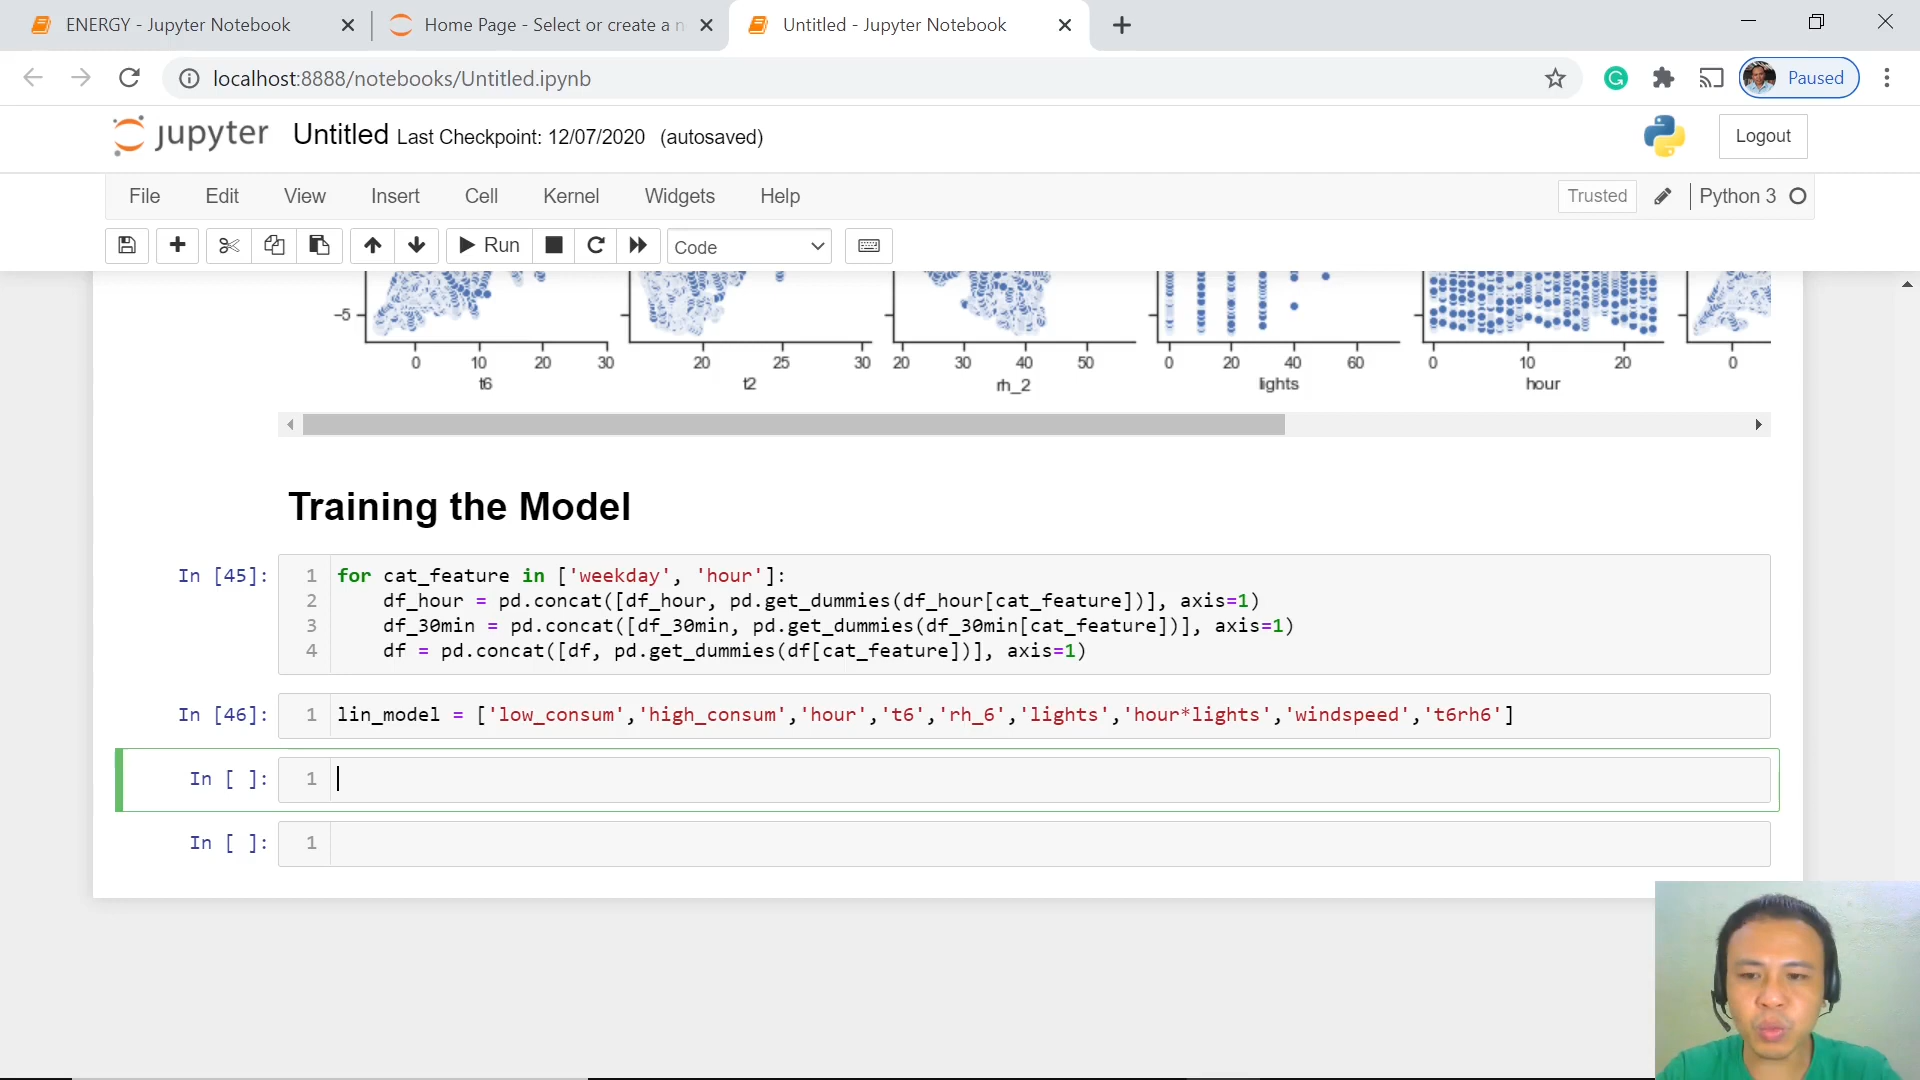 ENERGY - Jupyter Notebook
Home Page - Select or create a n
Untitled - Jupyter Notebook
localhost:8888/notebooks/Untitled.ipynb
Paused
jupyter Untitled Last Checkpoint: 12/07/2020 (autosaved)
Logout
File Edit View Insert Cell Kernel Widgets Help
Trusted Python 3
Run Code
-5
0 10 20 30 20 25 30 20 30 40 50 0 20 40 60 0 10 20 0
t6 t2 rh_2 lights hour
Training the Model
In [45]:
1 for cat_feature in ['weekday', 'hour']:
2 df_hour = pd.concat([df_hour, pd.get_dummies(df_hour[cat_feature])], axis=1)
3 df_30min = pd.concat([df_30min, pd.get_dummies(df_30min[cat_feature])], axis=1)
4 df = pd.concat([df, pd.get_dummies(df[cat_feature])], axis=1)
In [46]: 1 lin_model = ['low_consum','high_consum','hour','t6','rh_6','lights','hour*lights','windspeed','t6rh6']
In [ ]: 1
In [ ]: 1